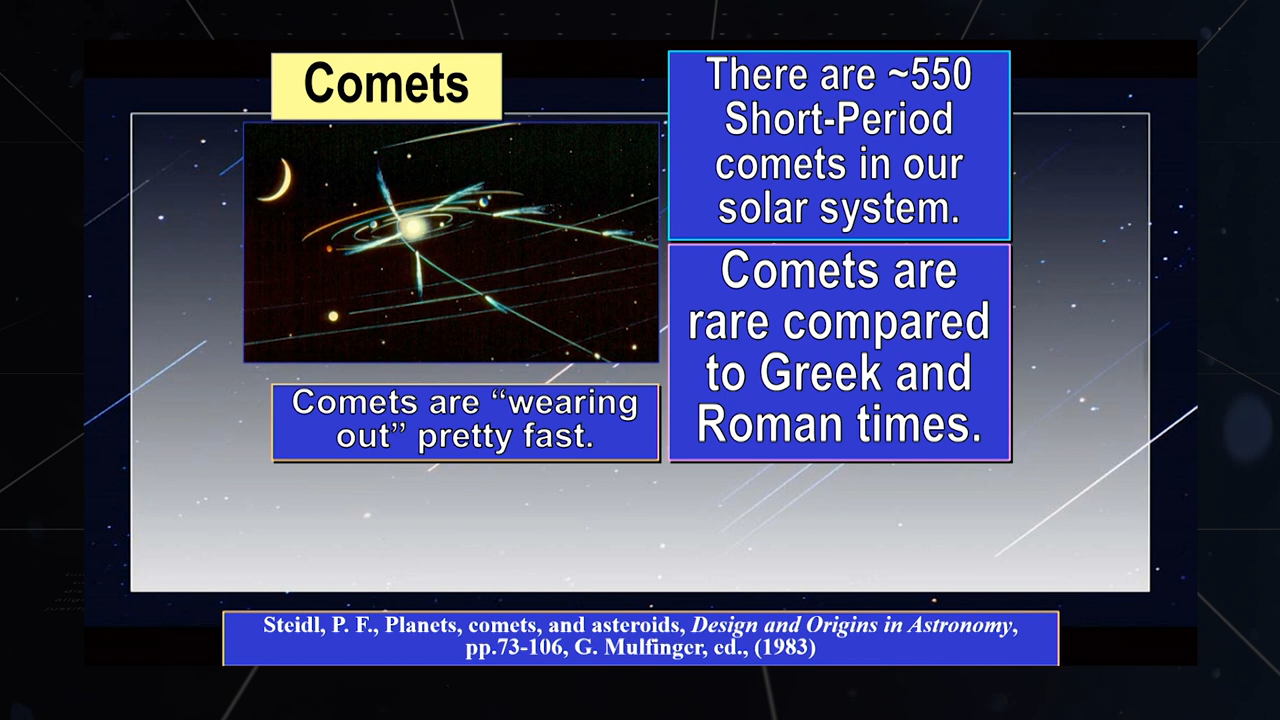 Comets
There are ~550
Short-Period
comets in our
solar system.
Comets are
rare compared
to Greek and
Roman times.
Comets are “wearing
out” pretty fast.
Steidl, P. F., Planets, comets, and asteroids, Design and Origins in Astronomy,
pp.73-106, G. Mulfinger, ed., (1983)